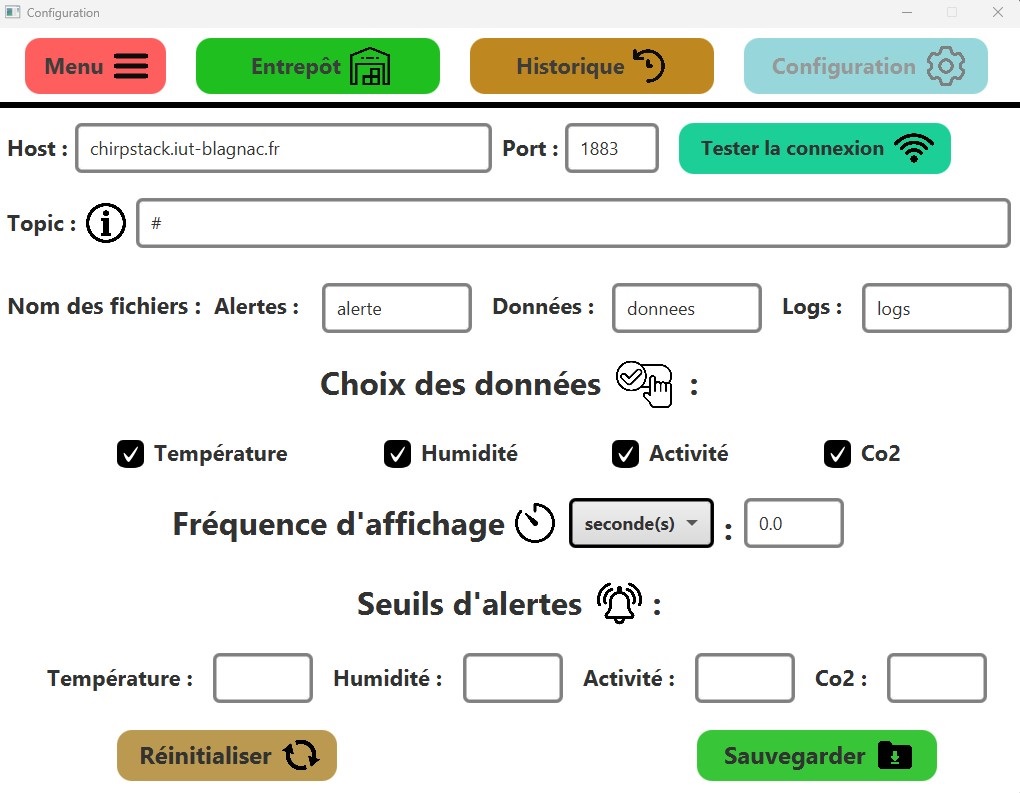 Configuration
Menu Entrepôt Historique Configuration
Host : chirpstack.iut-blagnac.fr Port : 1883 Tester la connexion
Topic : i #
Nom des fichiers : Alertes : alerte Données : donnees Logs : logs
Choix des données :
Température Humidité Activité Co2
Fréquence d'affichage seconde(s) : 0.0
Seuils d'alertes :
Température : Humidité : Activité : Co2 :
Réinitialiser Sauvegarder